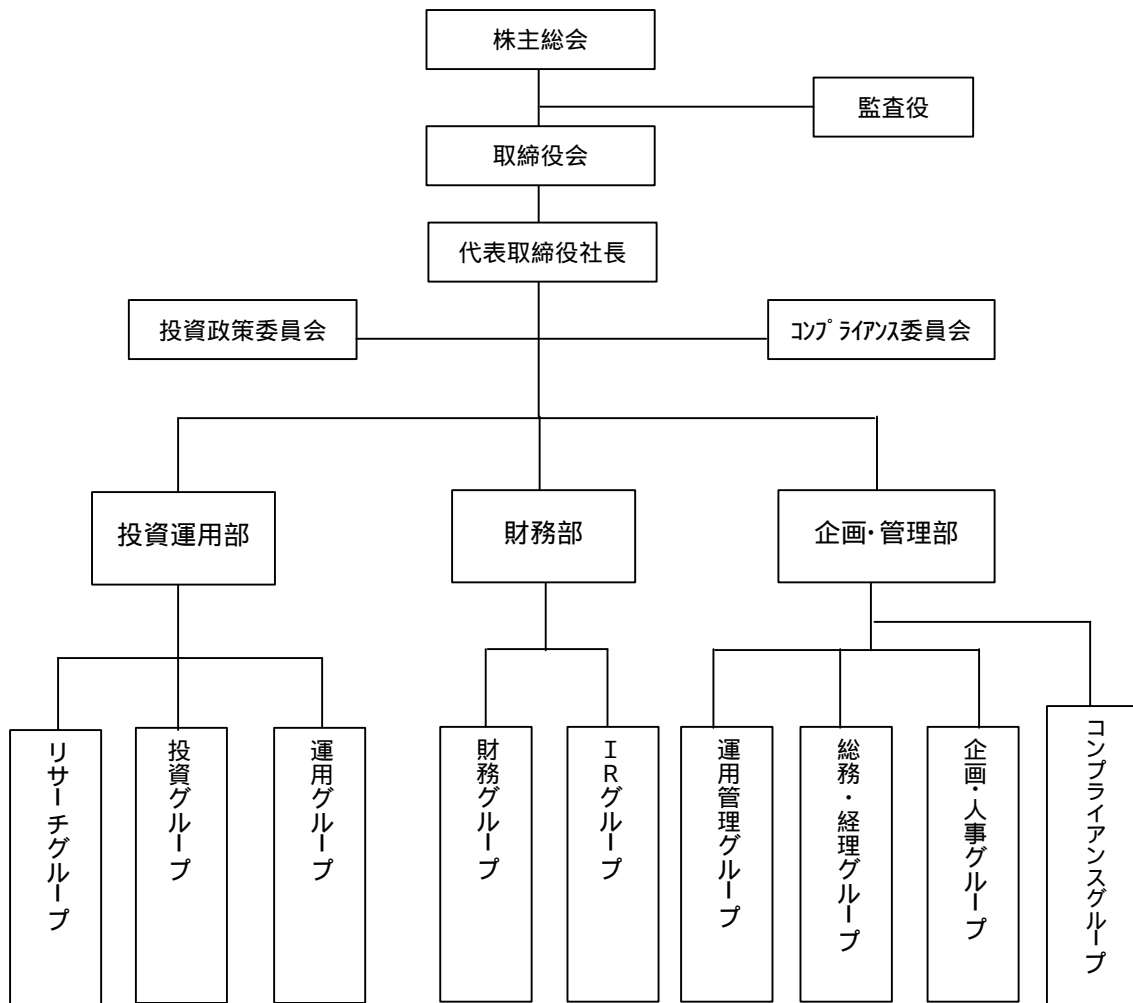 株主総会
監査役
取締役会
代表取締役社長
投資政策委員会
ｺﾝﾌﾟﾗｲｱﾝｽ委員会
投資運用部
財務部
企画・管理部
リサーチグループ
投資グループ
運用グループ
財務グループ
ＩＲグループ
運用管理グループ
総務・経理グループ
企画・人事グループ
コンプライアンスグループ